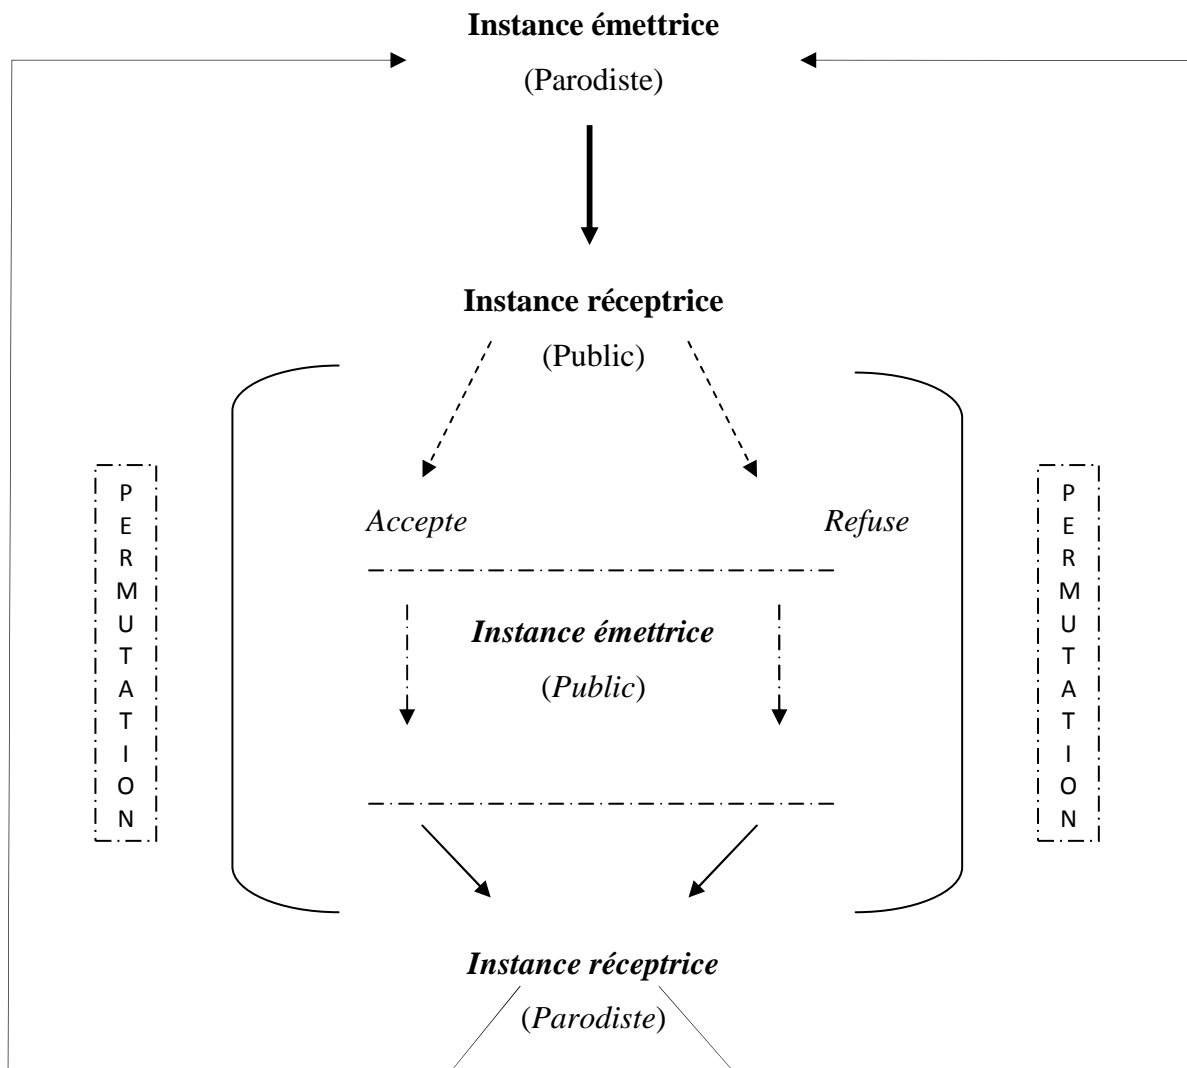 Instance émettrice
(Parodiste)
Instance réceptrice
(Public)
PERMUTATION
Accepte
Refuse
Instance émettrice
(Public)
PERMUTATION
Instance réceptrice
(Parodiste)